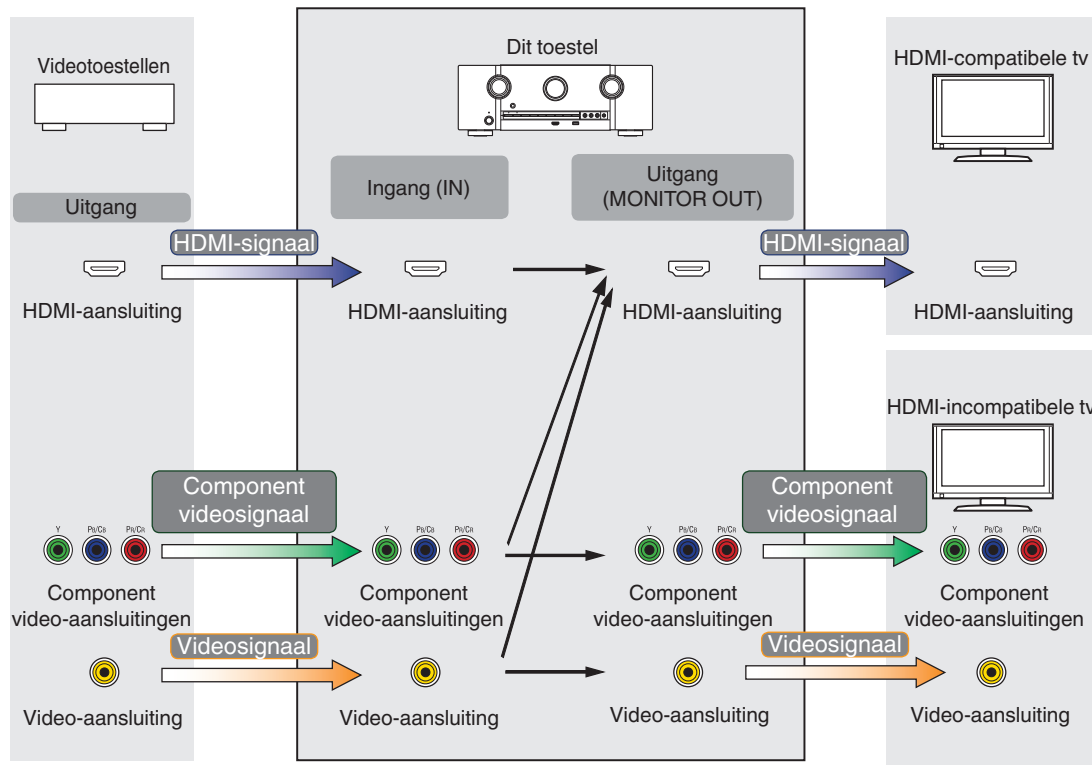 Videotoestellen
Dit toestel
HDMI-compatibele tv
Uitgang
Ingang (IN)
Uitgang
(MONITOR OUT)
HDMI-signaal
HDMI-signaal
HDMI-aansluiting
HDMI-aansluiting
HDMI-aansluiting
HDMI-aansluiting
HDMI-incompatibele tv
Component
videosignaal
Component
videosignaal
Y PB/CB PR/CR
Y PB/CB PR/CR
Y PB/CB PR/CR
Y PB/CB PR/CR
Component
video-aansluitingen
Component
video-aansluitingen
Component
video-aansluitingen
Component
video-aansluitingen
Videosignaal
Videosignaal
Video-aansluiting
Video-aansluiting
Video-aansluiting
Video-aansluiting